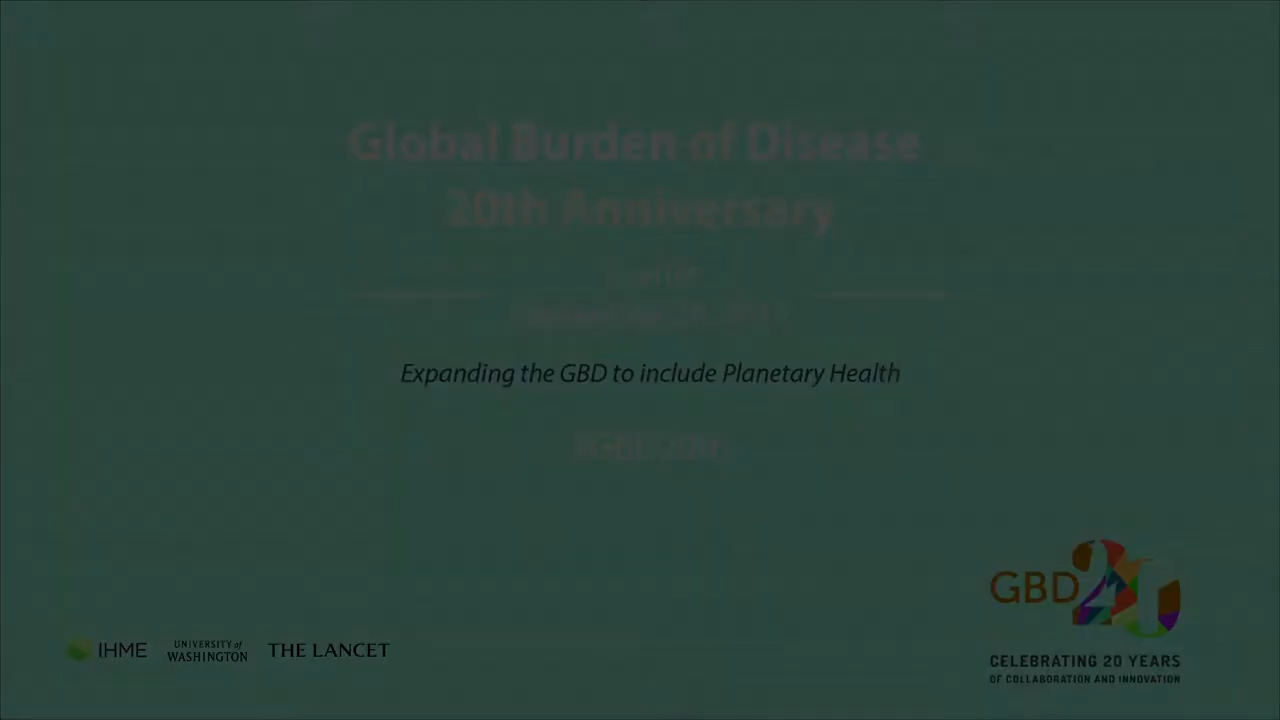 Global Burden of Disease
20th Anniversary
Expanding the GBD to include Planetary Health
IHME
UNIVERSITY of
WASHINGTON
THE LANCET
GBD 20
CELEBRATING 20 YEARS
OF COLLABORATION AND INNOVATION